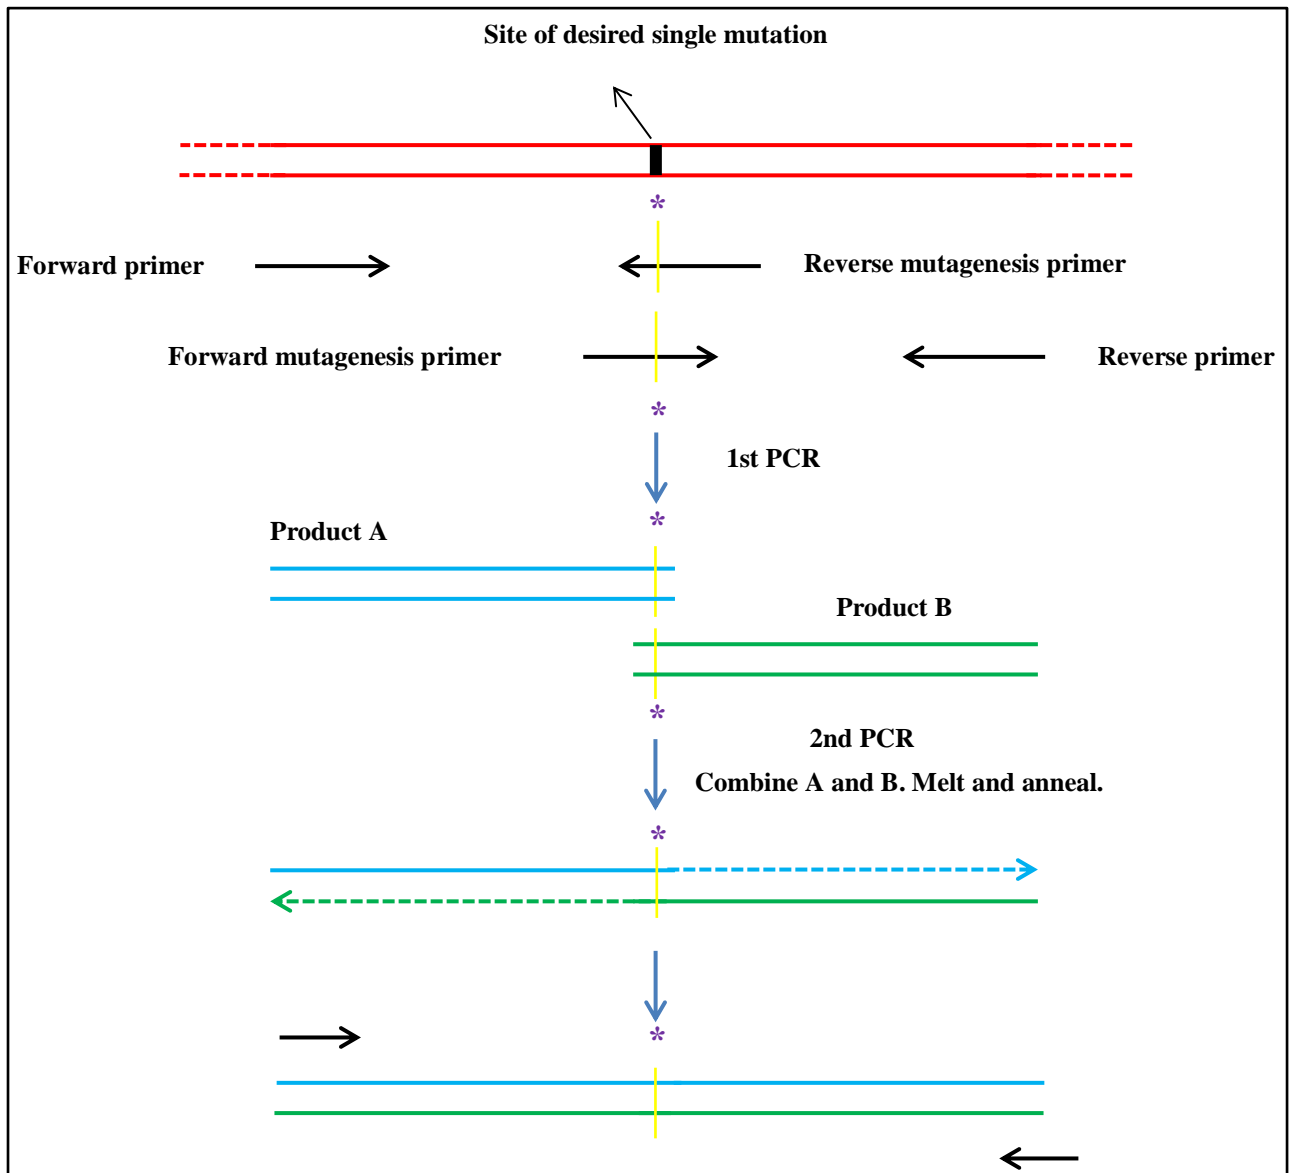 Site of desired single mutation
*
Forward primer
Reverse mutagenesis primer
Forward mutagenesis primer
Reverse primer
*
1st PCR
*
Product A
Product B
*
2nd PCR
Combine A and B. Melt and anneal.
*
*